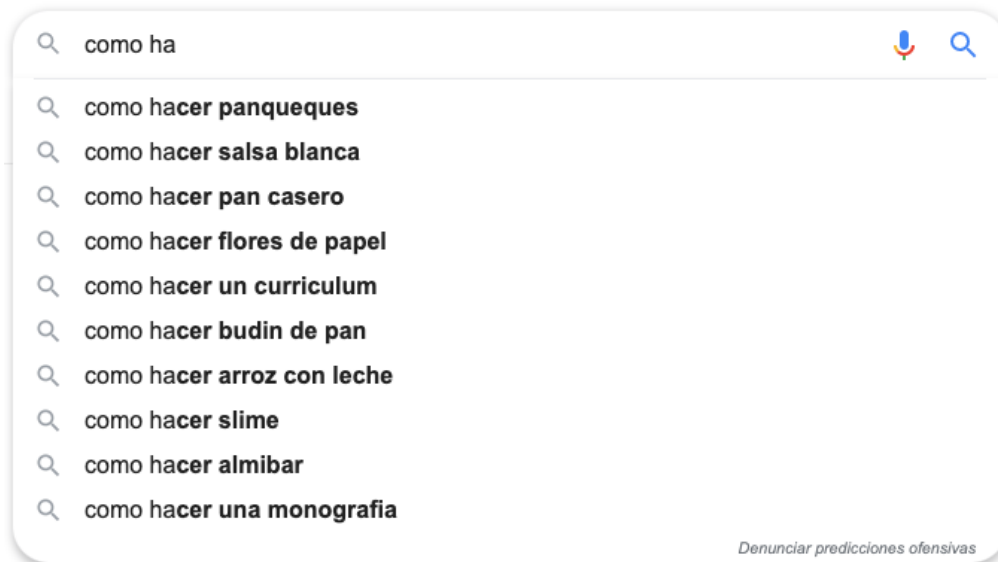 como ha
como hacer panqueques
como hacer salsa blanca
como hacer pan casero
como hacer flores de papel
como hacer un curriculum
como hacer budin de pan
como hacer arroz con leche
como hacer slime
como hacer almibar
como hacer una monografia
Denunciar predicciones ofensivas